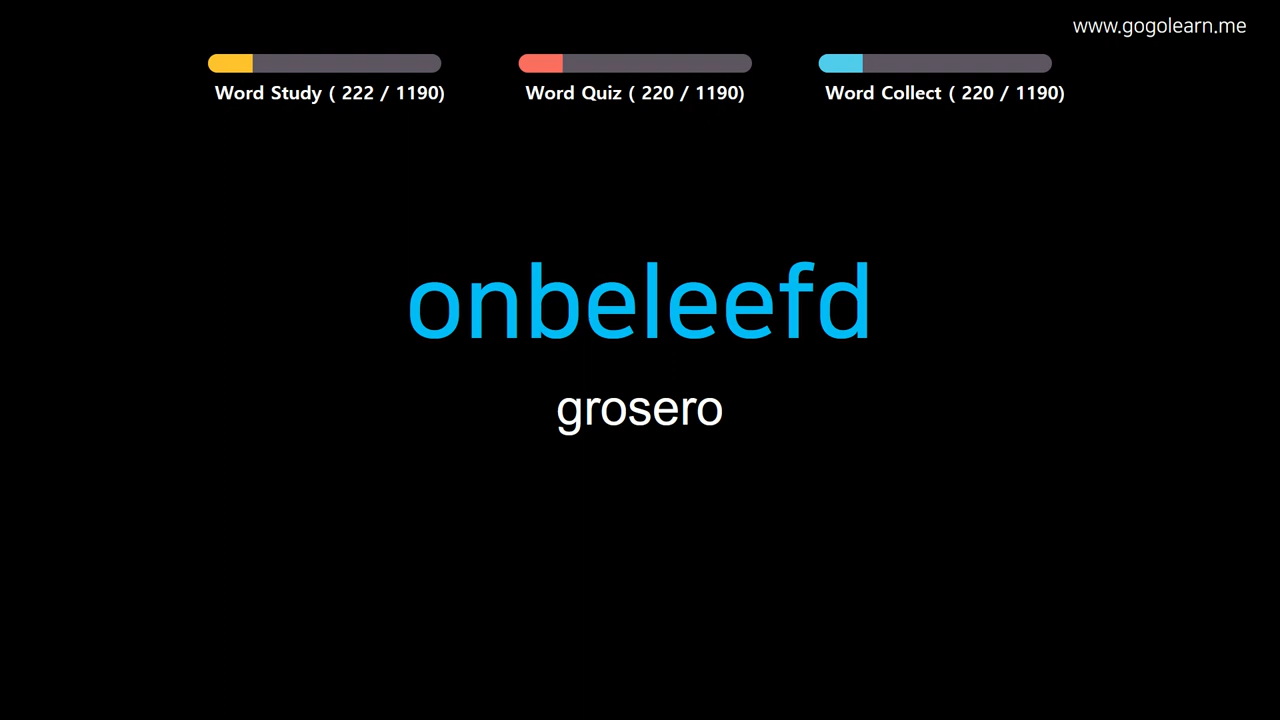 www.gogolearn.me
Word Study ( 222 / 1190)
Word Quiz ( 220 / 1190)
Word Collect ( 220 / 1190)
onbeleefd
grosero